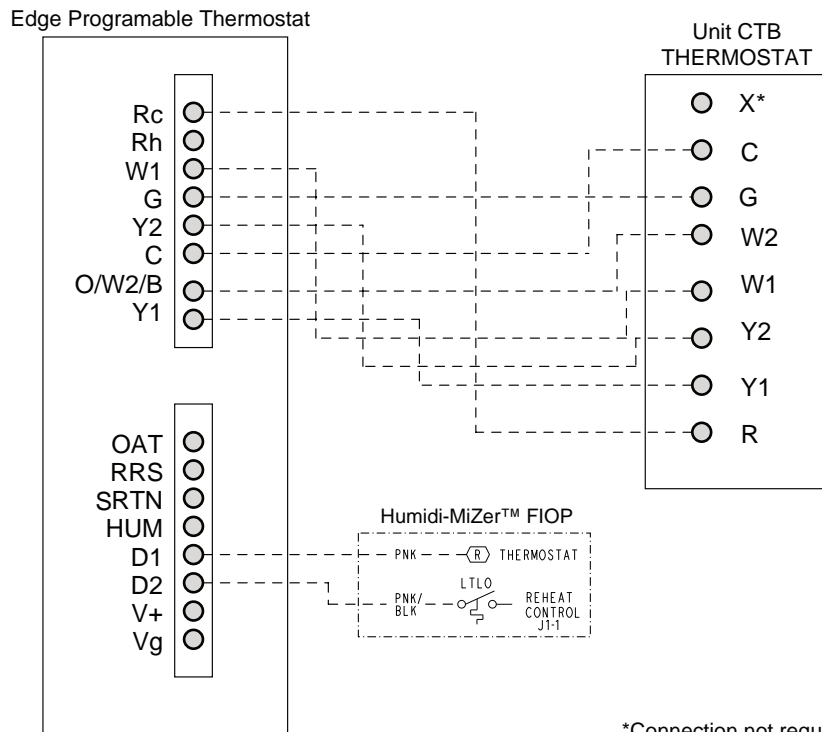 Edge Programable Thermostat
Rc
Rh
W1
G
Y2
C
O/W2/B
Y1
OAT
RRS
SRTN
HUM
D1
D2
V+
Vg
Unit CTB
THERMOSTAT
X*
C
G
W2
W1
Y2
Y1
R
Humidi-MiZer™ FIOP
PNK
R
THERMOSTAT
LTLO
PNK/
BLK
REHEAT
CONTROL
J1-1
*Connection not